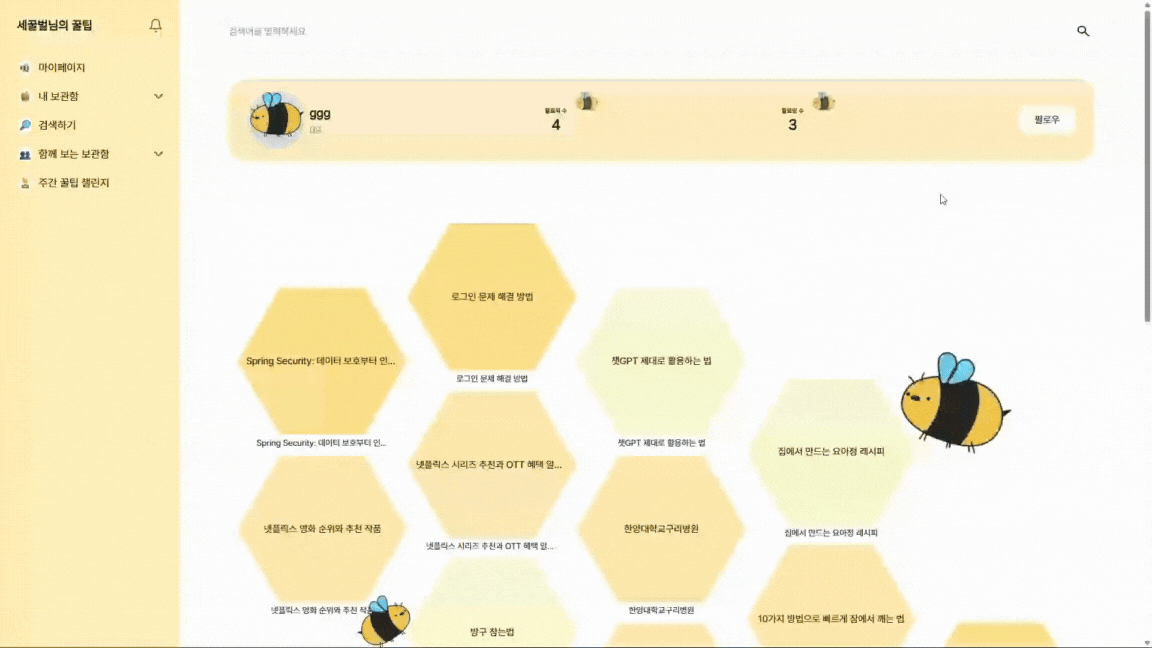 세꿀벌님의 꿀팁
마이페이지
내 보관함
검색하기
함께 보는 보관함
주간 꿀팁 챌린지
검색어를 입력하세요
ggg
팔로워 수
4
팔로잉 수
3
팔로우
로그인 문제 해결 방법
로그인 문제 해결 방법
Spring Security: 데이터 보호부터 인...
Spring Security: 데이터 보호부터 인...
챗GPT 제대로 활용하는 법
챗GPT 제대로 활용하는 법
집에서 만드는 요아정 레시피
집에서 만드는 요아정 레시피
넷플릭스 시리즈 추천과 OTT 혜택 알...
넷플릭스 시리즈 추천과 OTT 혜택 알...
넷플릭스 영화 순위와 추천 작품
넷플릭스 영화 순위와 추천 작품
한양대학교구리병원
한양대학교구리병원
방구 참는법
10가지 방법으로 빠르게 잠에서 깨는 법